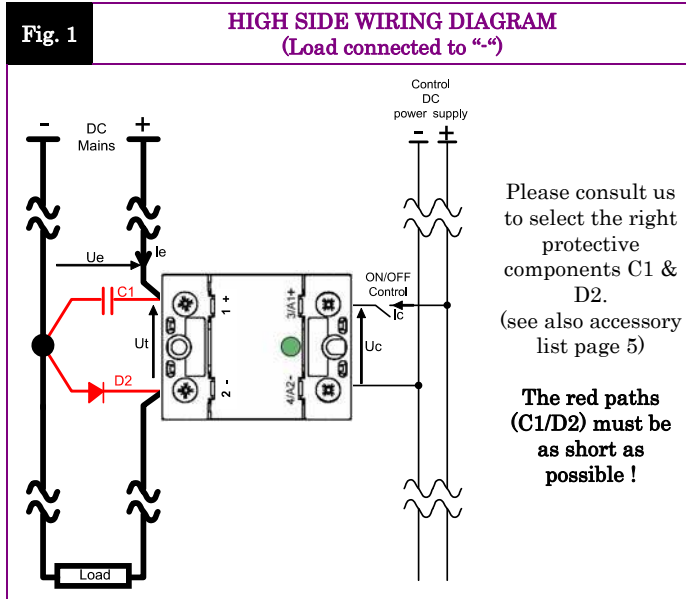 Fig. 1
HIGH SIDE WIRING DIAGRAM
(Load connected to “-“)
Control
DC
power supply
- +
- DC +
Mains
Ue
Ie
C1
1 +
3/A1+
ON/OFF
Control
Ic
Ut
Uc
D2
2 -
4/A2-
Load
Please consult us
to select the right
protective
components C1 &
D2.
(see also accessory
list page 5)
The red paths
(C1/D2) must be
as short as
possible !